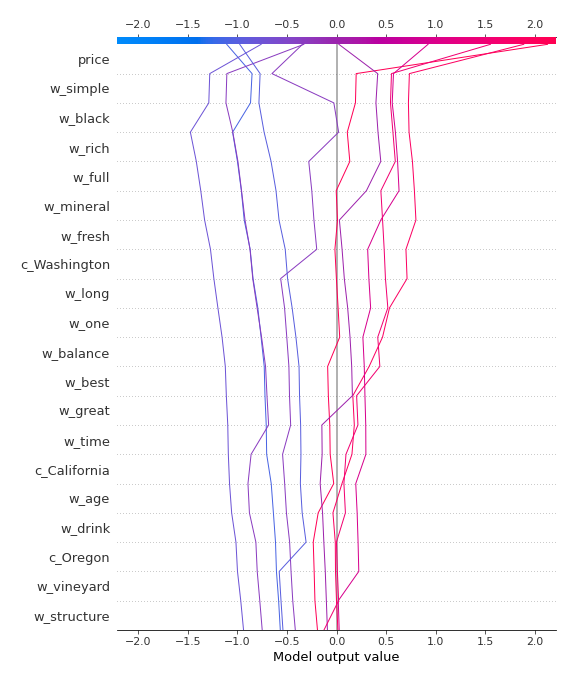 −2.0 −1.5 −1.0 −0.5 0.0 0.5 1.0 1.5 2.0
price
w_simple
w_black
w_rich
w_full
w_mineral
w_fresh
c_Washington
w_long
w_one
w_balance
w_best
w_great
w_time
c_California
w_age
w_drink
c_Oregon
w_vineyard
w_structure
−2.0 −1.5 −1.0 −0.5 0.0 0.5 1.0 1.5 2.0
Model output value